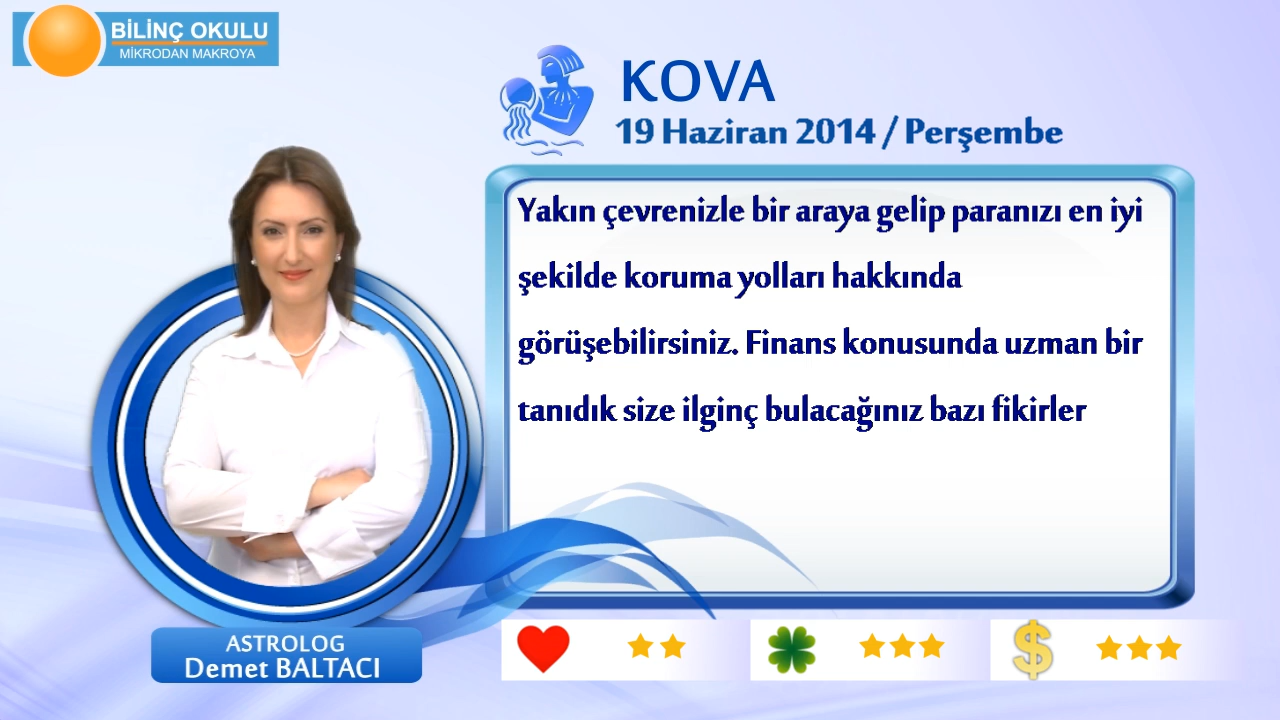 BİLİNÇ OKULU
MİKRODAN MAKROYA
KOVA
19 Haziran 2014 / Perşembe
Yakın çevrenizle bir araya gelip paranızı en iyi
şekilde koruma yolları hakkında
görüşebilirsiniz. Finans konusunda uzman bir
tanıdık size ilginç bulacağınız bazı fikirler
ASTROLOG
Demet BALTACI
$